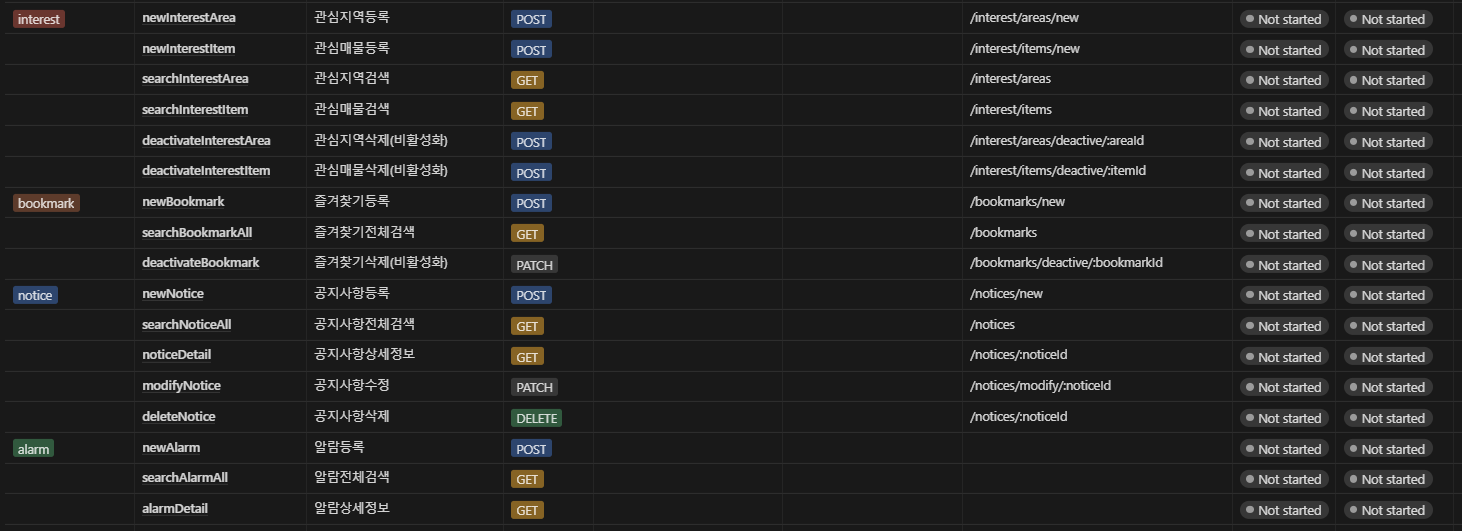 interest newInterestArea 관심지역등록 POST /interest/areas/new Not started Not started
newInterestItem 관심매물등록 POST /interest/items/new Not started Not started
searchInterestArea 관심지역검색 GET /interest/areas Not started Not started
searchInterestItem 관심매물검색 GET /interest/items Not started Not started
deactivateInterestArea 관심지역삭제(비활성화) POST /interest/areas/deactive/:areaId Not started Not started
deactivateInterestItem 관심매물삭제(비활성화) POST /interest/items/deactive/:itemId Not started Not started
bookmark newBookmark 즐겨찾기등록 POST /bookmarks/new Not started Not started
searchBookmarkAll 즐겨찾기전체검색 GET /bookmarks Not started Not started
deactivateBookmark 즐겨찾기삭제(비활성화) PATCH /bookmarks/deactive/:bookmarkId Not started Not started
notice newNotice 공지사항등록 POST /notices/new Not started Not started
searchNoticeAll 공지사항전체검색 GET /notices Not started Not started
noticeDetail 공지사항상세정보 GET /notices/:noticeId Not started Not started
modifyNotice 공지사항수정 PATCH /notices/modify/:noticeId Not started Not started
deleteNotice 공지사항삭제 DELETE /notices/:noticeId Not started Not started
alarm newAlarm 알람등록 POST Not started Not started
searchAlarmAll 알람전체검색 GET Not started Not started
alarmDetail 알람상세정보 GET Not started Not started